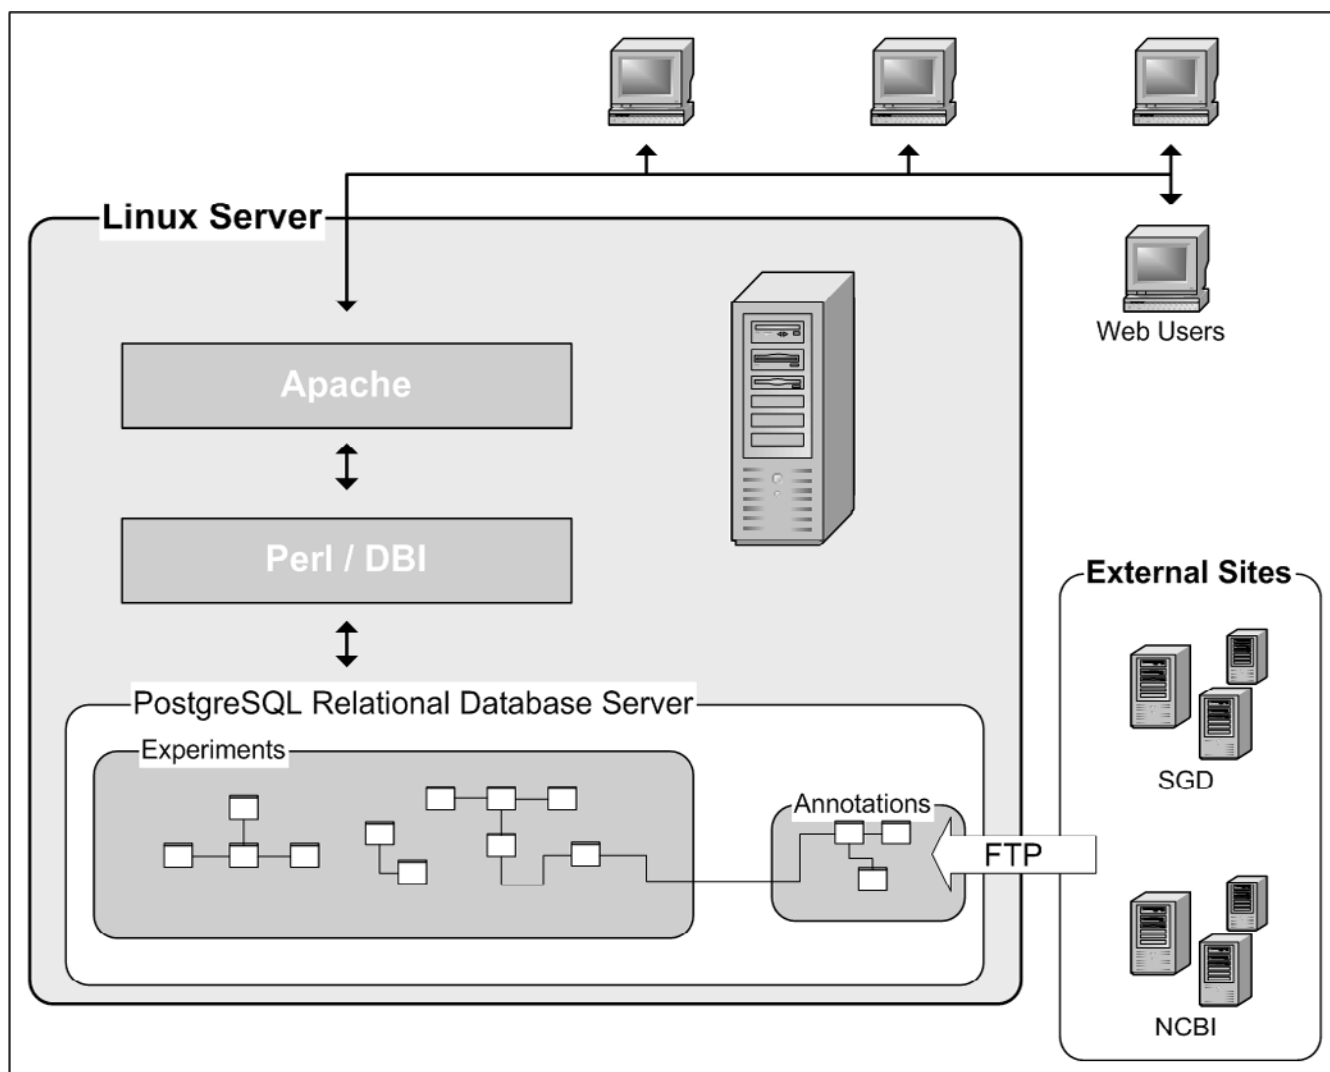 Linux Server
Web Users
Apache
Perl / DBI
External Sites
PostgreSQL Relational Database Server
Experiments
Annotations
SGD
FTP
NCBI